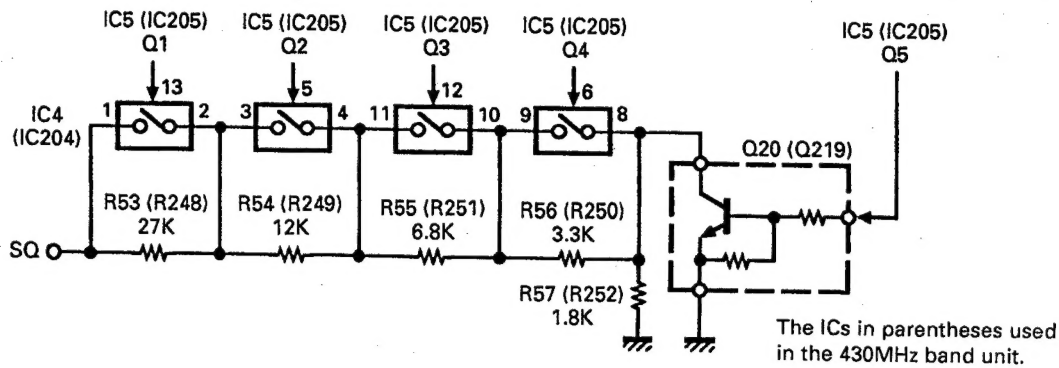 IC5 (IC205)
Q1
IC5 (IC205)
Q2
IC5 (IC205)
Q3
IC5 (IC205)
Q4
IC5 (IC205)
Q5
13
5
12
6
1
2
3
4
11
10
9
8
IC4
(IC204)
Q20 (Q219)
R53 (R248)
27K
R54 (R249)
12K
R55 (R251)
6.8K
R56 (R250)
3.3K
SQ
R57 (R252)
1.8K
The ICs in parentheses used
in the 430MHz band unit.